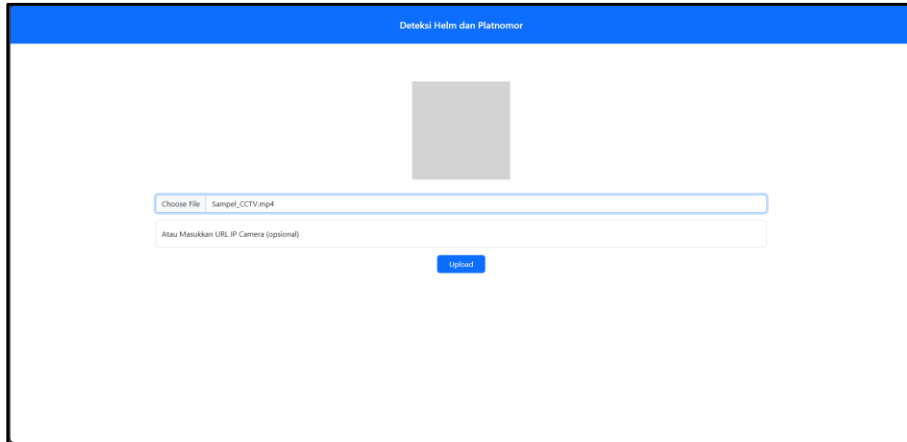 Deteksi Helm dan Platnomor
Choose File Sampel_CCTV.mp4
Atau Masukkan URL IP Camera (opsional)
Upload